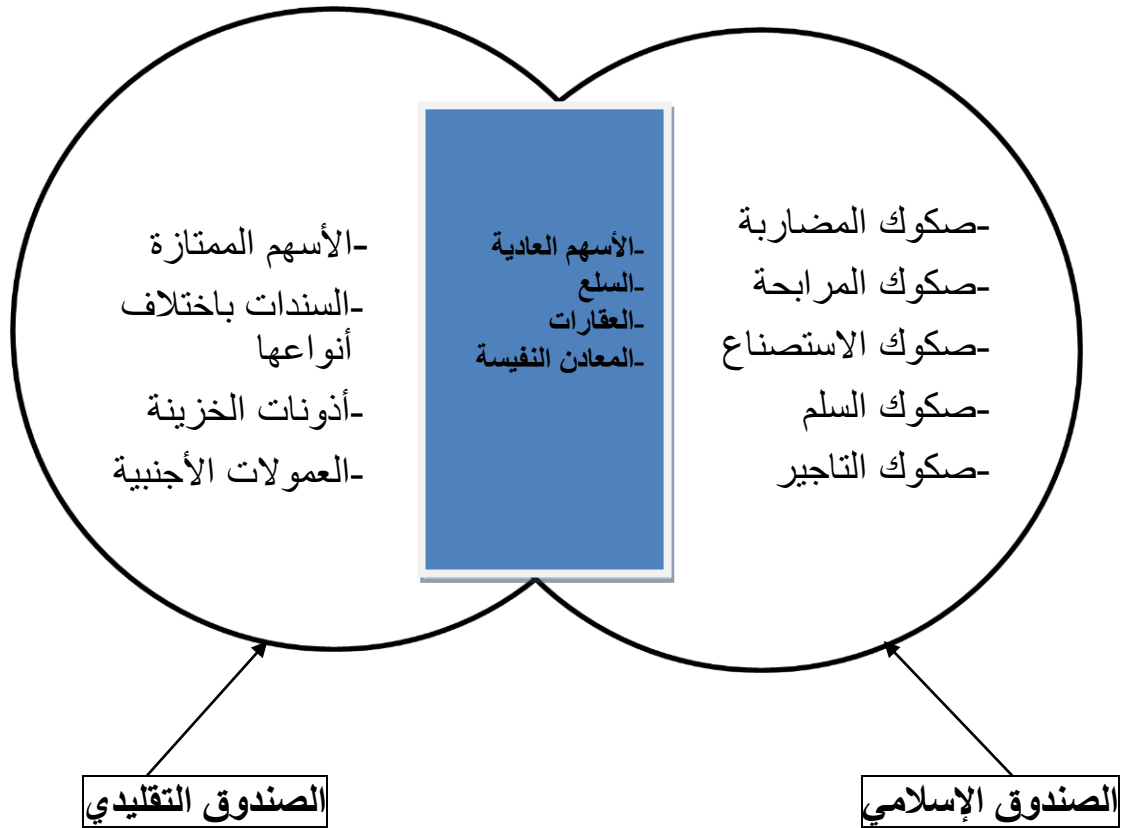 -صكوك المضاربة
-صكوك المرابحة
-صكوك الاستصناع
-صكوك السلم
-صكوك التاجير
-الأسهم العادية
-السلع
-العقارات
-المعادن النفيسة
-الأسهم الممتازة
-السندات باختلاف
أنواعها
-أذونات الخزينة
-العمولات الأجنبية
الصندوق الإسلامي
الصندوق التقليدي